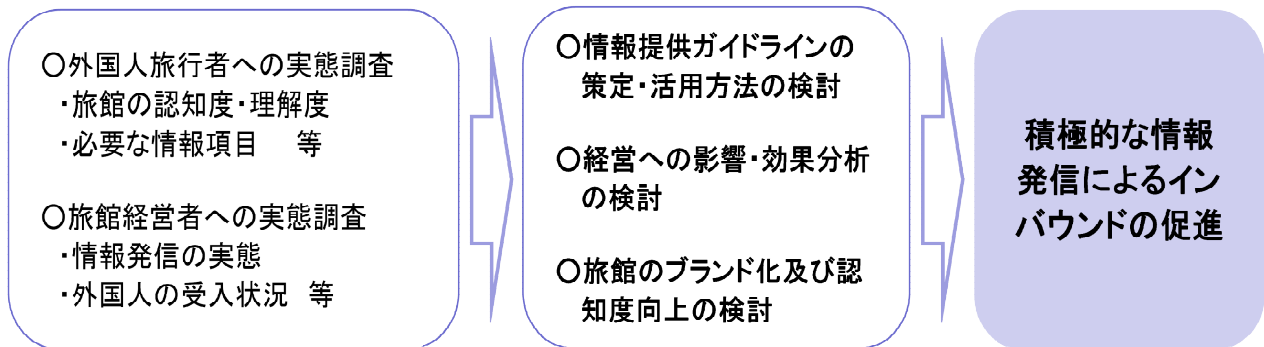 ○外国人旅行者への実態調査
・旅館の認知度・理解度
・必要な情報項目　等
○旅館経営者への実態調査
・情報発信の実態
・外国人の受入状況　等
○情報提供ガイドラインの
策定・活用方法の検討
○経営への影響・効果分析
の検討
○旅館のブランド化及び認
知度向上の検討
積極的な情報
発信によるイン
バウンドの促進